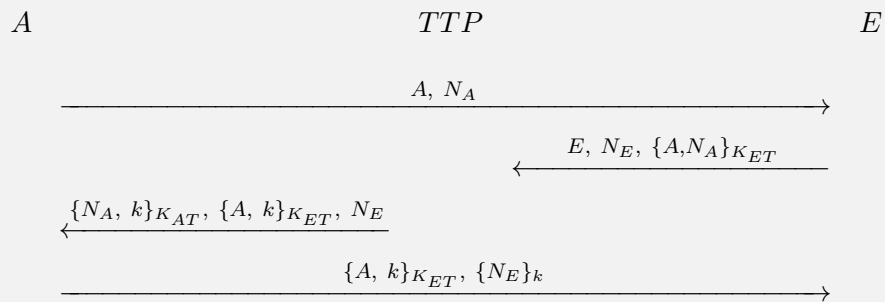 A TTP E
A, N_A
E, N_E, {A,N_A}_{K_{ET}}
{N_A, k}_{K_{AT}}, {A, k}_{K_{ET}}, N_E
{A, k}_{K_{ET}}, {N_E}_k